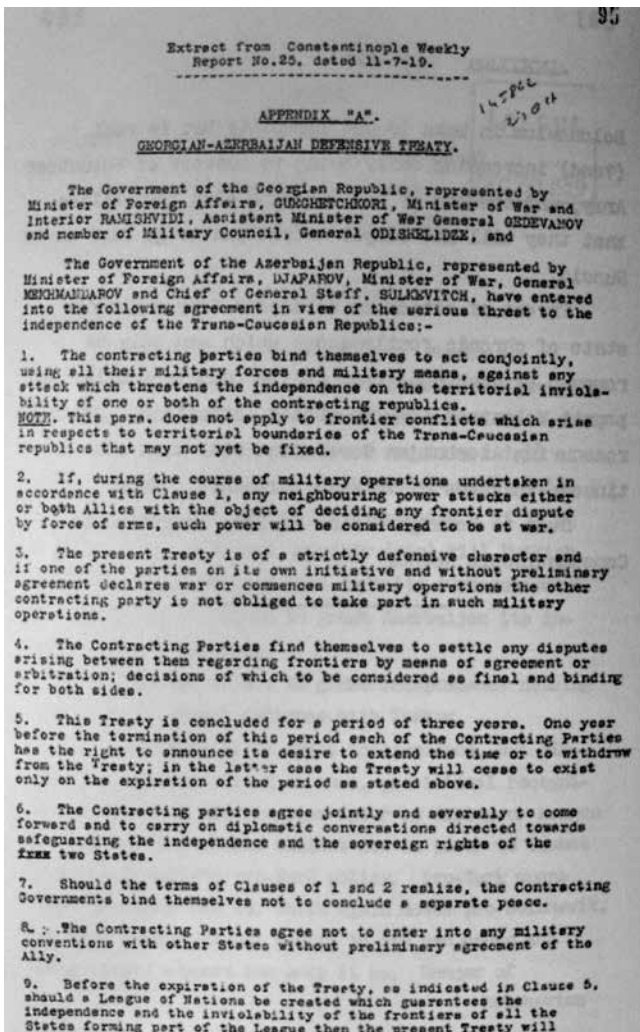 95
Extract from Constantinople Weekly
Report No.25. dated 11-7-19.
APPENDIX "A".
GEORGIAN-AZERBAIJAN DEFENSIVE TREATY.
The Government of the Georgian Republic, represented by
Minister of Foreign Affairs, GUEGHETCHKORI, Minister of War and
Interior RAMISHVIDI, Assistant Minister of War General GEDEVANOV
and member of Military Council, General ODISHELIDZE, and
The Government of the Azerbaijan Republic, represented by
Minister of Foreign Affairs, DJAFAROV, Minister of War, General
MEKHMANDAROV and Chief of General Staff, SULKEVITCH, have entered
into the following agreement in view of the serious threat to the
independence of the Trans-Caucasian Republics:-
1. The contracting parties bind themselves to act conjointly,
using all their military forces and military means, against any
attack which threatens the independence on the territorial inviola-
bility of one or both of the contracting republics.
NOTE. This para. does not apply to frontier conflicts which arise
in respects to territorial boundaries of the Trans-Caucasian
republics that may not yet be fixed.
2. If, during the course of military operations undertaken in
accordance with Clause 1, any neighbouring power attacks either
or both Allies with the object of deciding any frontier dispute
by force of arms, such power will be considered to be at war.
3. The present Treaty is of a strictly defensive character and
if one of the parties on its own initiative and without preliminary
agreement declares war or commences military operations the other
contracting party is not obliged to take part in such military
operations.
4. The Contracting Parties find themselves to settle any disputes
arising between them regarding frontiers by means of agreement or
arbitration; decisions of which to be considered as final and binding
for both sides.
5. This Treaty is concluded for a period of three years. One year
before the termination of this period each of the Contracting Parties
has the right to announce its desire to extend the time or to withdraw
from the Treaty; in the latter case the Treaty will cease to exist
only on the expiration of the period as stated above.
6. The Contracting parties agree jointly and severally to come
forward and to carry on diplomatic conversations directed towards
safeguarding the independence and the sovereign rights of the
two States.
7. Should the terms of Clauses of 1 and 2 realize, the Contracting
Governments bind themselves not to conclude a separate peace.
8. The Contracting Parties agree not to enter into any military
conventions with other States without preliminary agreement of the
Ally.
9. Before the expiration of the Treaty, as indicated in Clause 5,
should a League of Nations be created which guarantees the
independence and the inviolability of the frontiers of all the
States forming part of the League then the present Treaty will